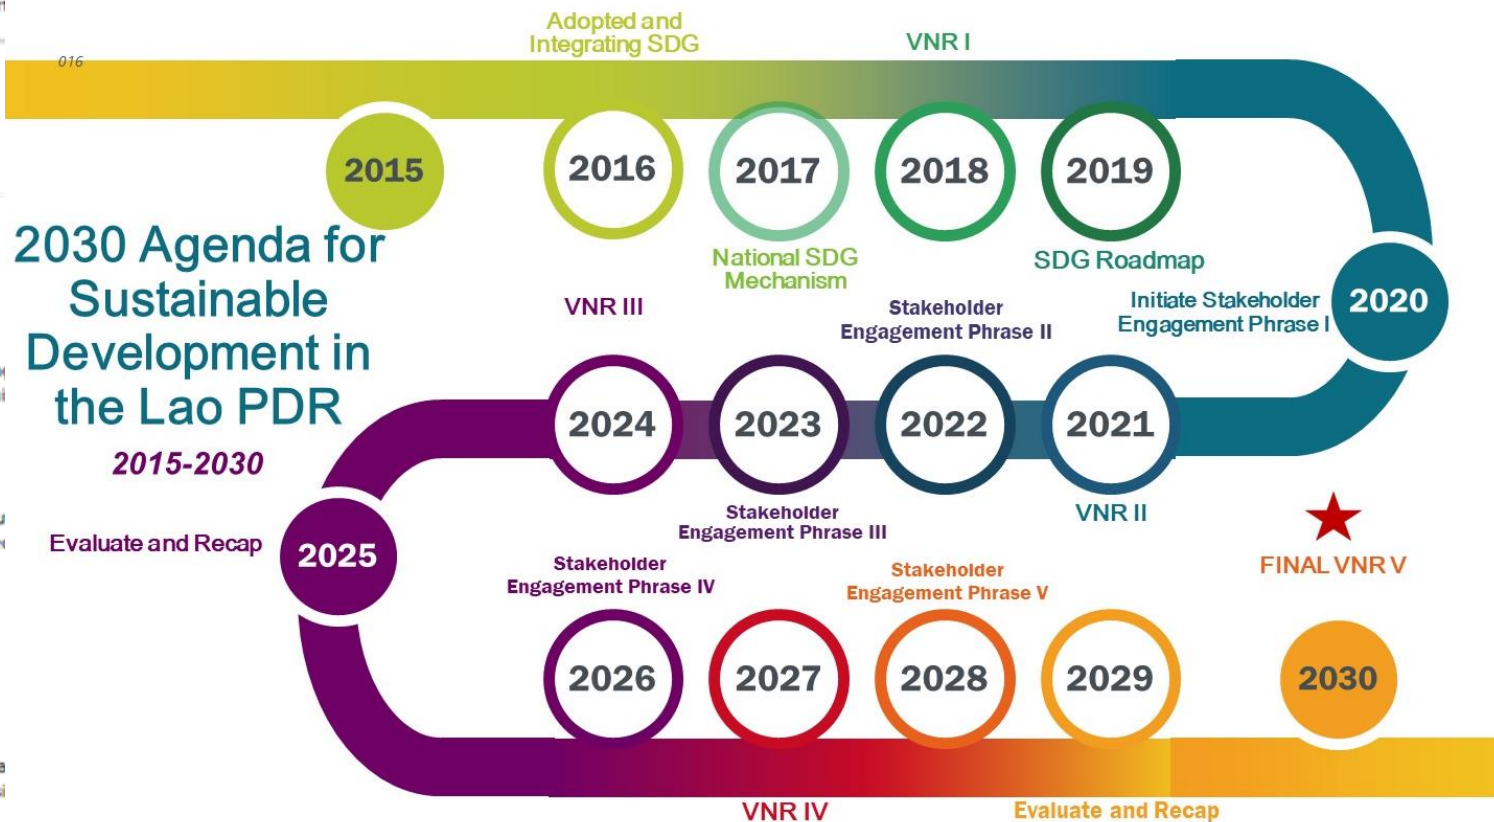 Adopted and
Integrating SDG
VNR I
016
2015
2016
2017
2018
2019
National SDG
Mechanism
SDG Roadmap
2030 Agenda for
Sustainable
Development in
the Lao PDR
2015-2030
Initiate Stakeholder
Engagement Phrase I
2020
VNR III
Stakeholder
Engagement Phrase II
2024
2023
2022
2021
Stakeholder
Engagement Phrase III
VNR II
Evaluate and Recap
2025
Stakeholder
Engagement Phrase IV
Stakeholder
Engagement Phrase V
FINAL VNR V
2026
2027
2028
2029
2030
VNR IV
Evaluate and Recap